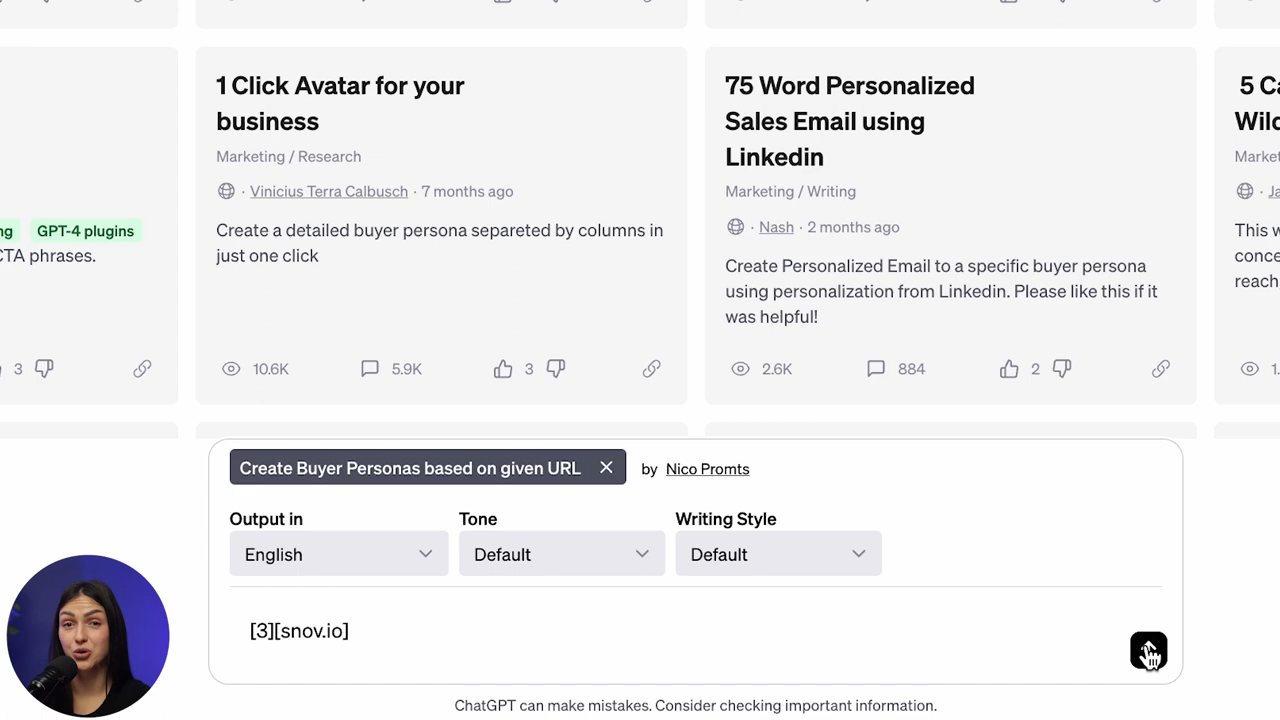 1 Click Avatar for your
business
Marketing / Research
· Vinicius Terra Calbusch · 7 months ago
Create a detailed buyer persona separeted by columns in
just one click
10.6K 5.9K 3
75 Word Personalized
Sales Email using
Linkedin
Marketing / Writing
· Nash · 2 months ago
Create Personalized Email to a specific buyer persona
using personalization from Linkedin. Please like this if it
was helpful!
2.6K 884 2
GPT-4 plugins
CTA phrases.
3
5
Create Buyer Personas based on given URL by Nico Promts
Output in Tone Writing Style
English Default Default
[3][snov.io]
ChatGPT can make mistakes. Consider checking important information.